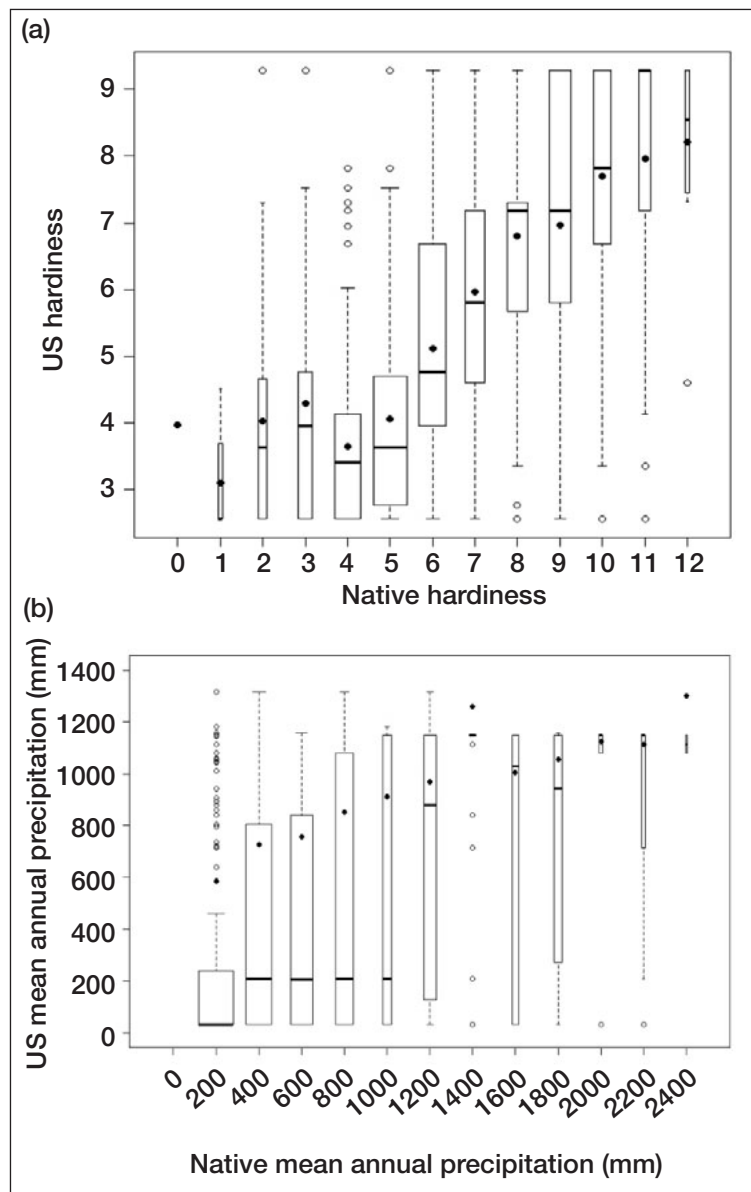 (a)
US hardiness
9
8
7
6
5
4
3
0 1 2 3 4 5 6 7 8 9 10 11 12
Native hardiness
(b)
US mean annual precipitation (mm)
1400
1200
1000
800
600
400
200
0
0 200 400 600 800 1000 1200 1400 1600 1800 2000 2200 2400
Native mean annual precipitation (mm)